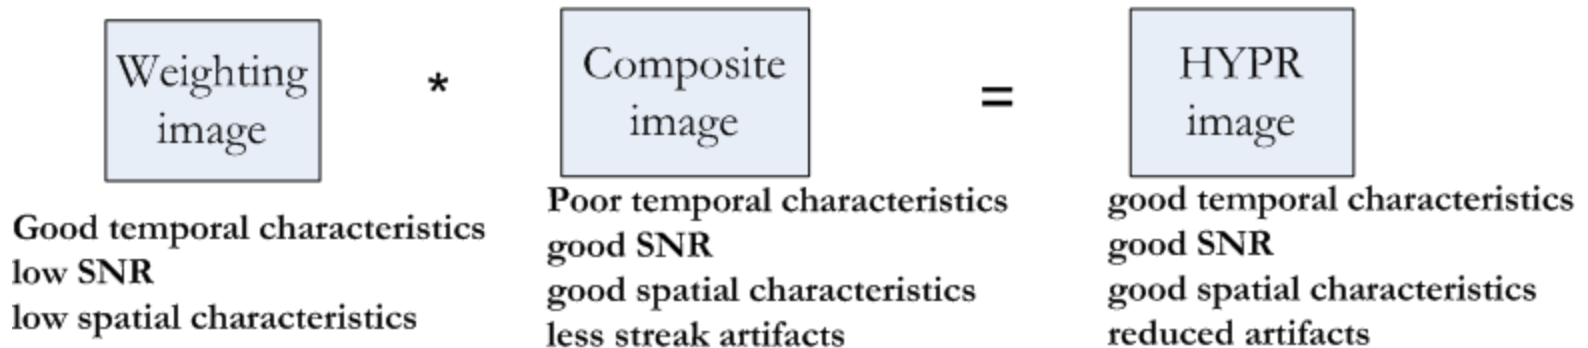 Weighting
image
*
Composite
image
=
HYPR
image
Good temporal characteristics
low SNR
low spatial characteristics
Poor temporal characteristics
good SNR
good spatial characteristics
less streak artifacts
good temporal characteristics
good SNR
good spatial characteristics
reduced artifacts